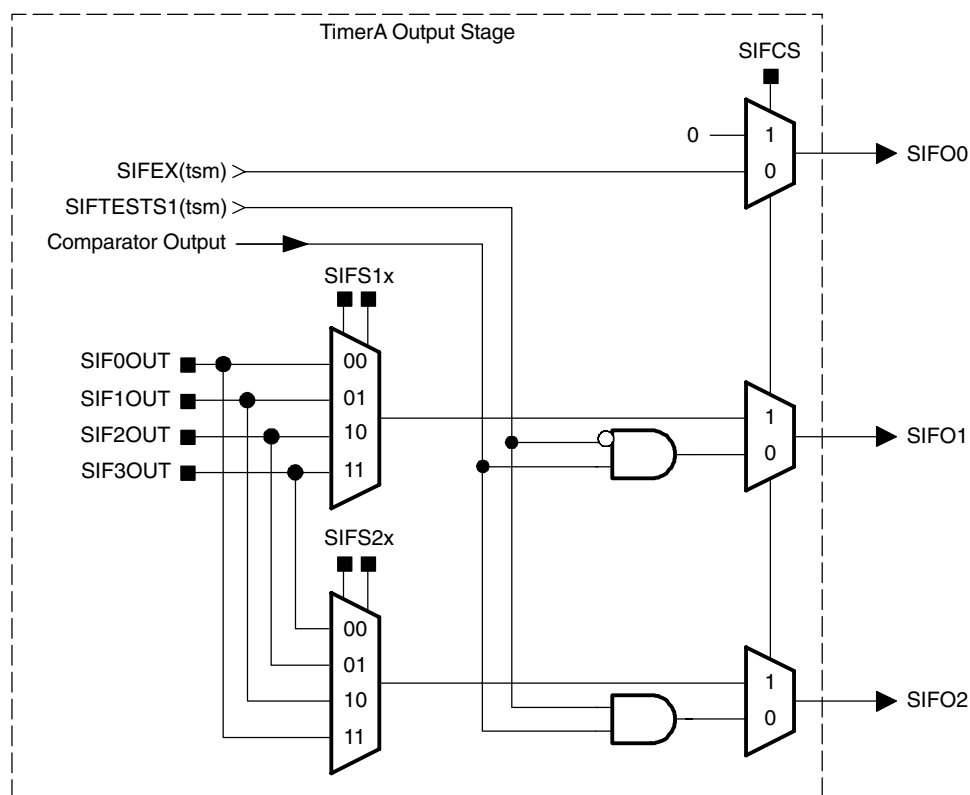 TimerA Output Stage
SIFCS
0
1
0
SIFO0
SIFEX(tsm)
SIFTESTS1(tsm)
Comparator Output
SIFS1x
SIF0OUT
SIF1OUT
SIF2OUT
SIF3OUT
00
01
10
11
1
0
SIFO1
SIFS2x
00
01
10
11
1
0
SIFO2